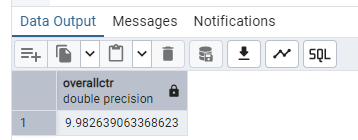 Data Output Messages Notifications
SQL
overallctr
double precision
1 9.982639063368623